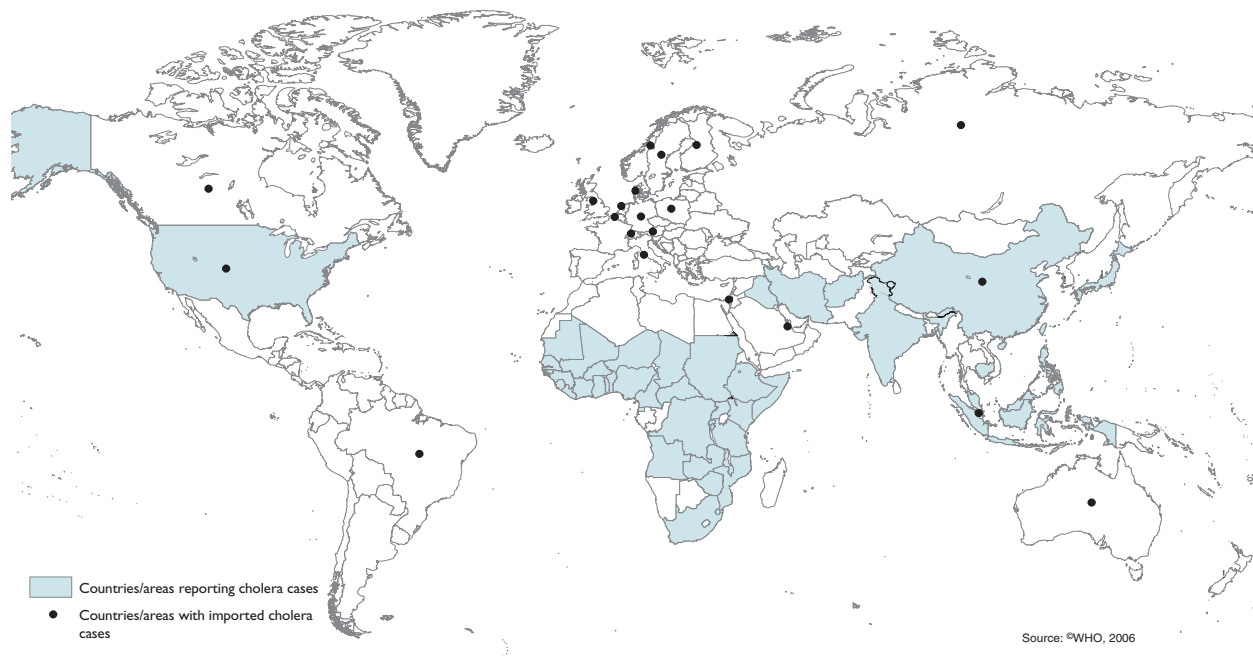 Countries/areas reporting cholera cases
Countries/areas with imported cholera
cases
Source: ©WHO, 2006